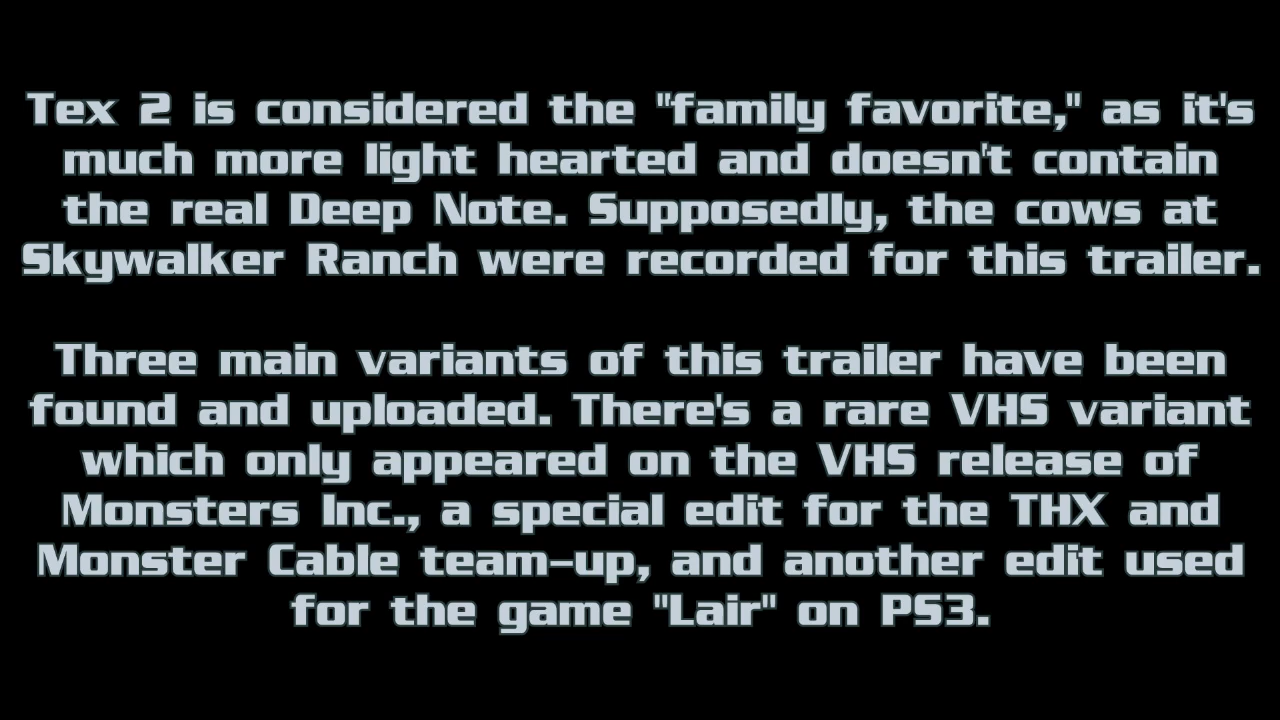 Tex 2 is considered the "family favorite," as it's
much more light hearted and doesn't contain
the real Deep Note. Supposedly, the cows at
Skywalker Ranch were recorded for this trailer.
Three main variants of this trailer have been
found and uploaded. There's a rare VHS variant
which only appeared on the VHS release of
Monsters Inc., a special edit for the THX and
Monster Cable team-up, and another edit used
for the game "Lair" on PS3.